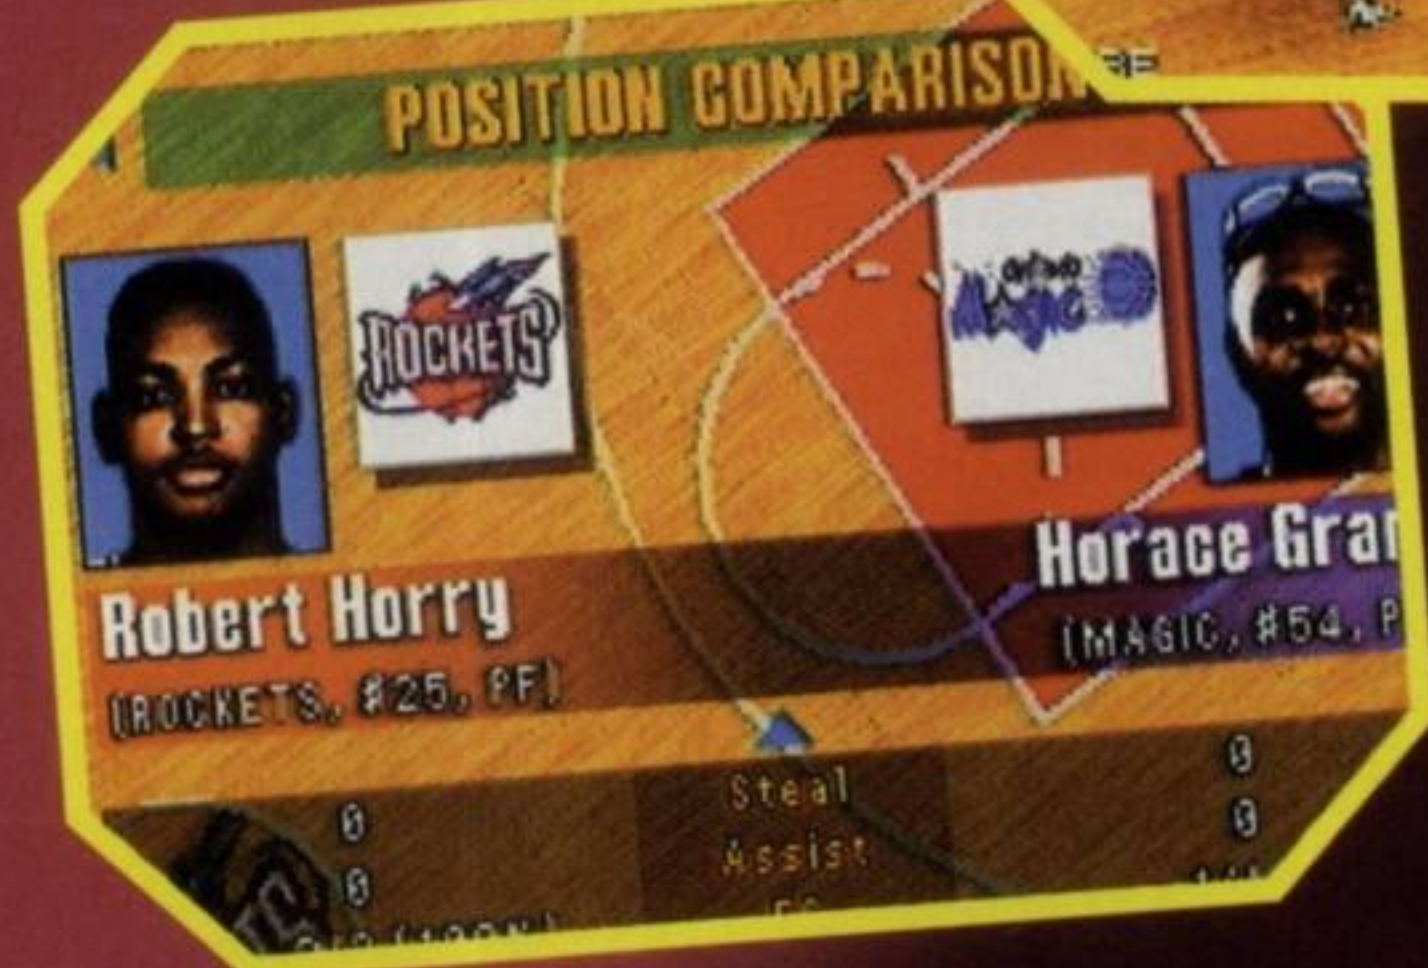 POSITION COMPARISON
ROCKETS
Orlando
Magic
Robert Horry
(ROCKETS, #25, PF)
Horace Gran
(MAGIC, #54, P
0 Steal 0
0 Assist 0